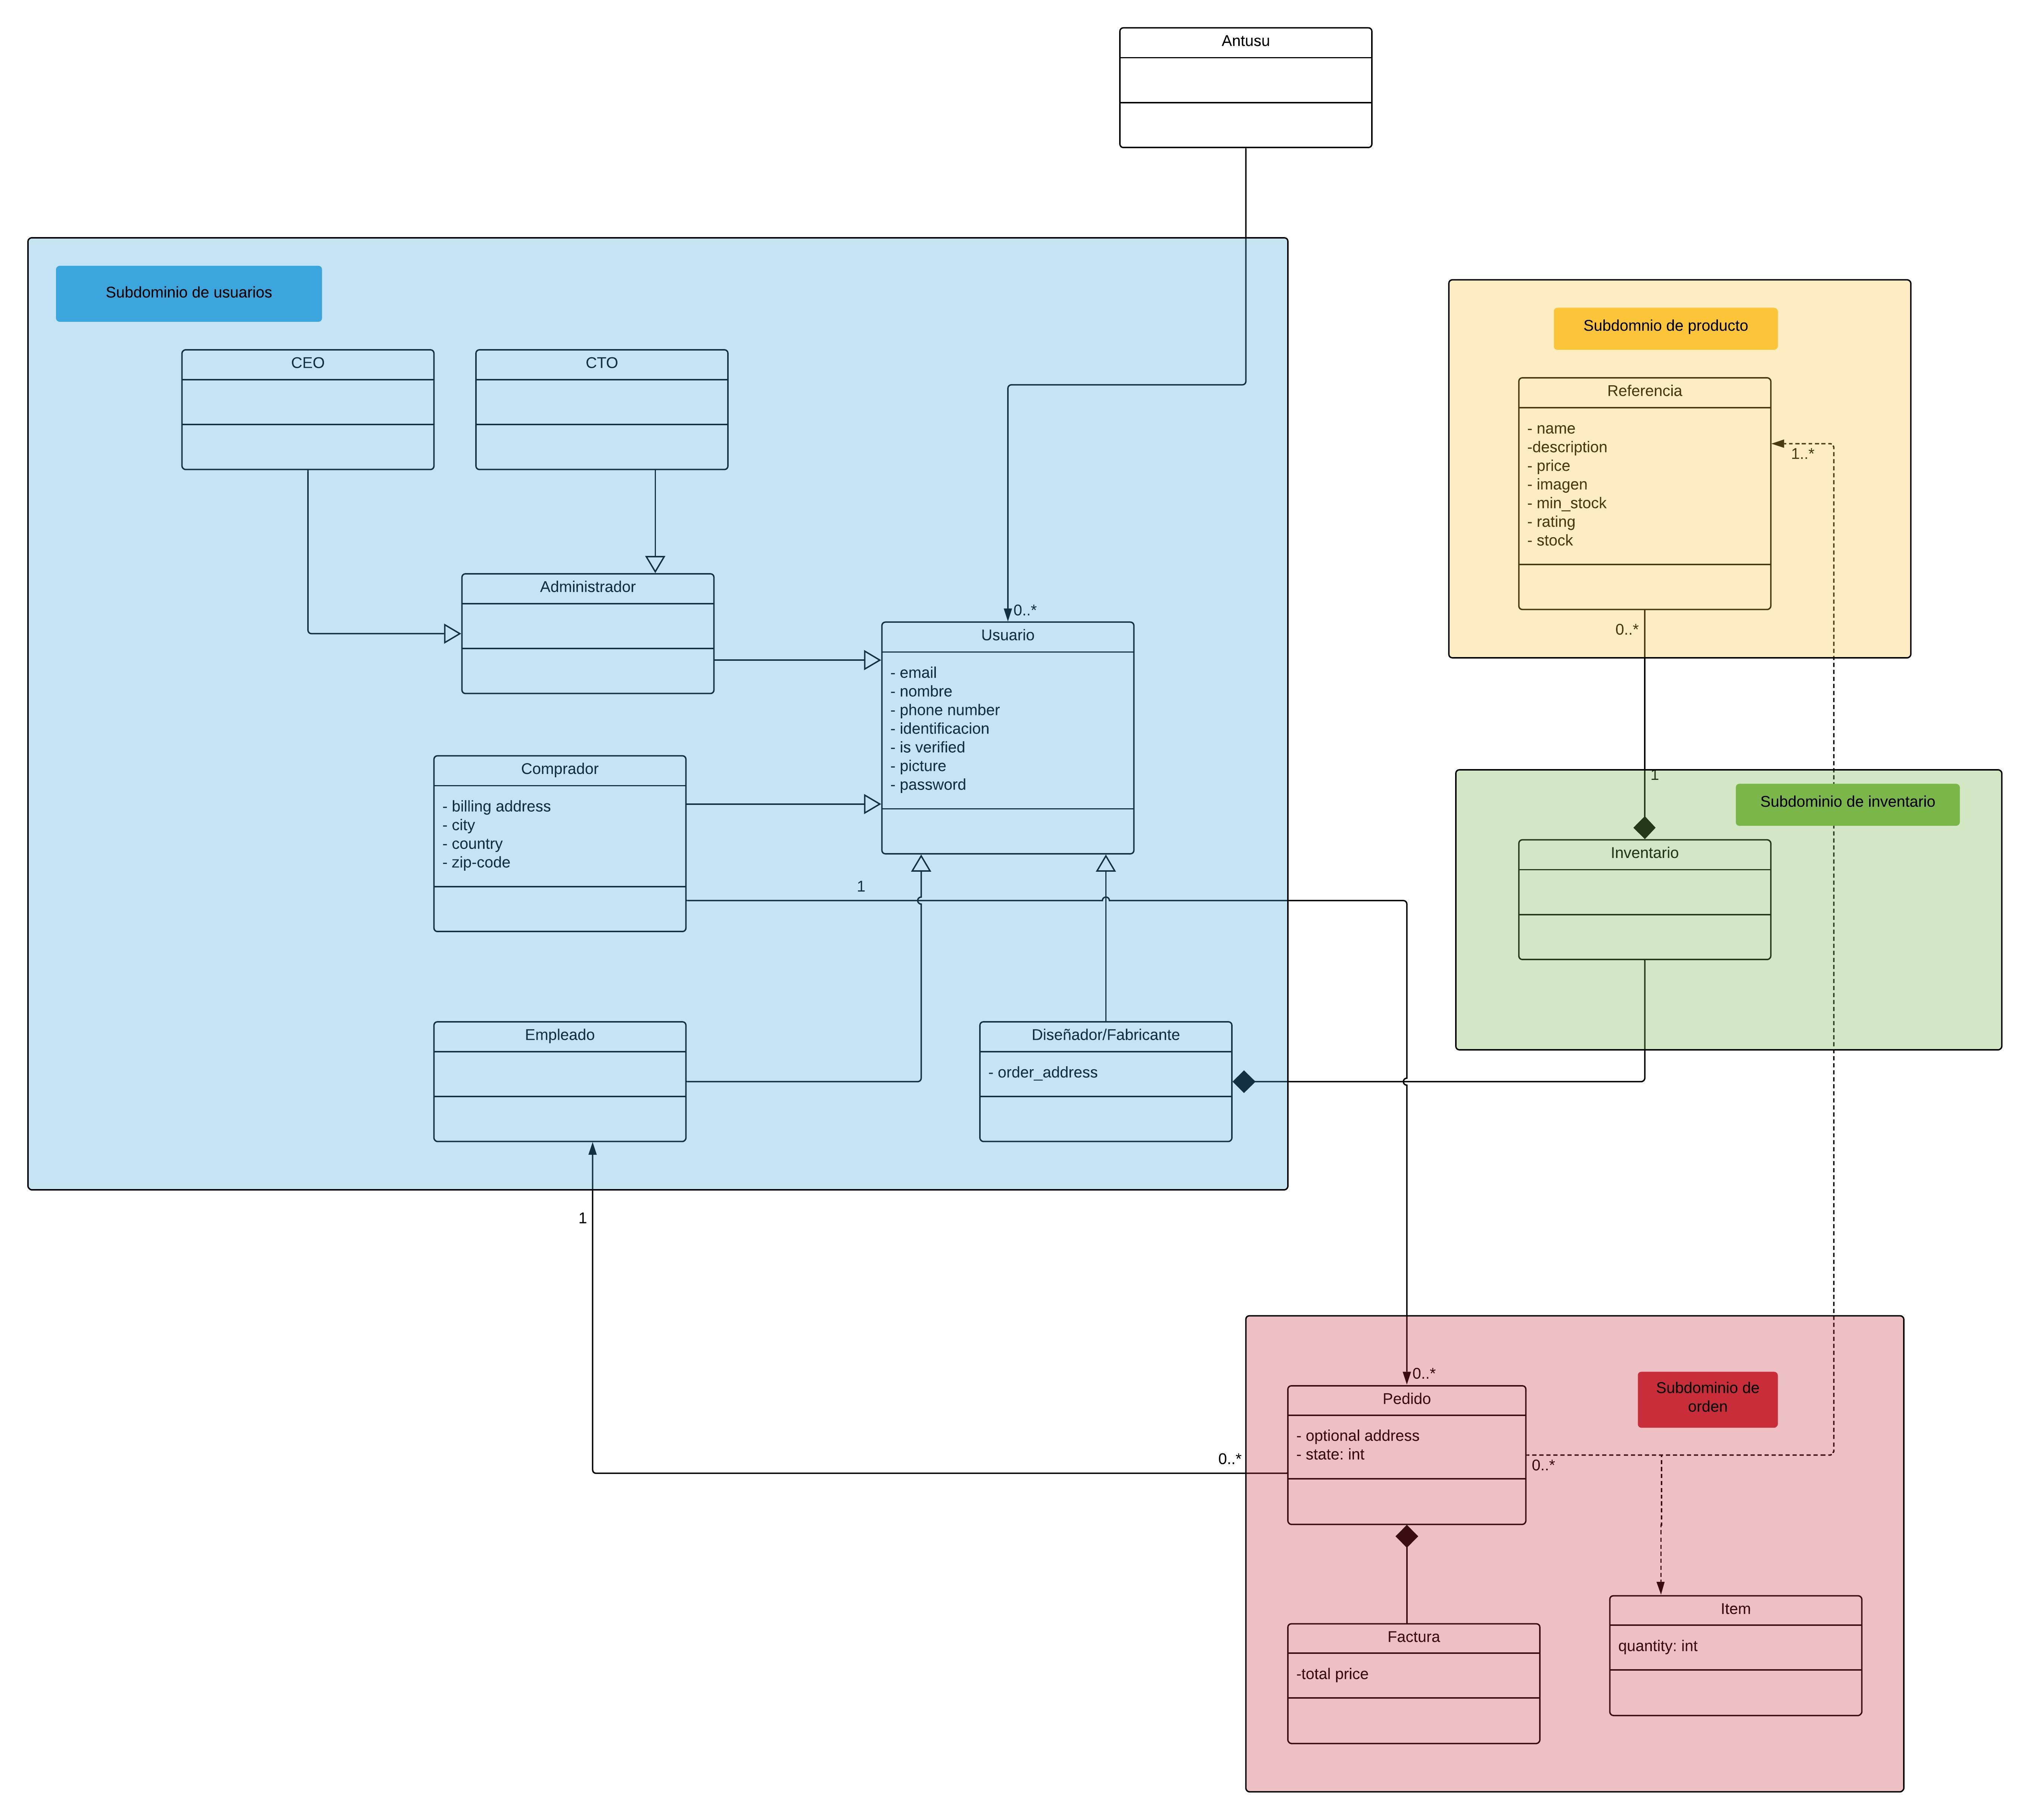 Antusu
Subdominio de usuarios
CEO
CTO
Administrador
0..*
Usuario
- email
- nombre
- phone number
- identificacion
- is verified
- picture
- password
Comprador
- billing address
- city
- country
- zip-code
1
Empleado
Diseñador/Fabricante
- order_address
1
Subdomnio de producto
Referencia
- name
-description
- price
- imagen
- min_stock
- rating
- stock
1..*
0..*
1
Subdominio de inventario
Inventario
0..*
Subdominio de
orden
Pedido
- optional address
- state: int
0..*
0..*
Factura
-total price
Item
quantity: int